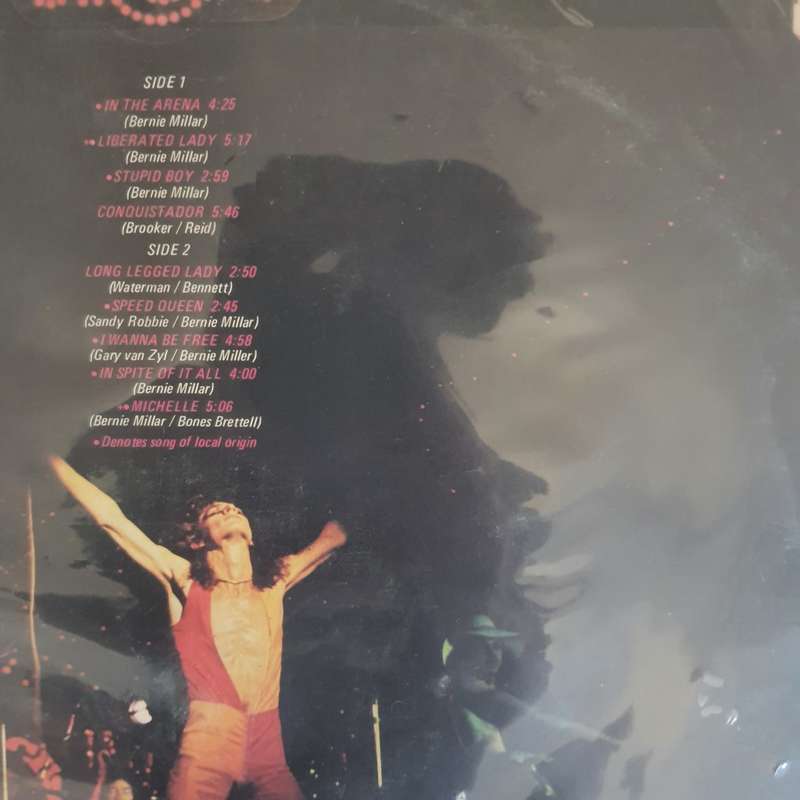 SIDE 1
•IN THE ARENA 4:25
(Bernie Millar)
••LIBERATED LADY 5:17
(Bernie Millar)
•STUPID BOY 2:59
(Bernie Millar)
CONQUISTADOR 5:46
(Brooker / Reid)
SIDE 2
LONG LEGGED LADY 2:50
(Waterman / Bennett)
•SPEED QUEEN 2:45
(Sandy Robbie / Bernie Millar)
•I WANNA BE FREE 4:58
(Gary van Zyl / Bernie Miller)
•IN SPITE OF IT ALL 4:00
(Bernie Millar)
••MICHELLE 5:06
(Bernie Millar / Bones Brettell)
•Denotes song of local origin